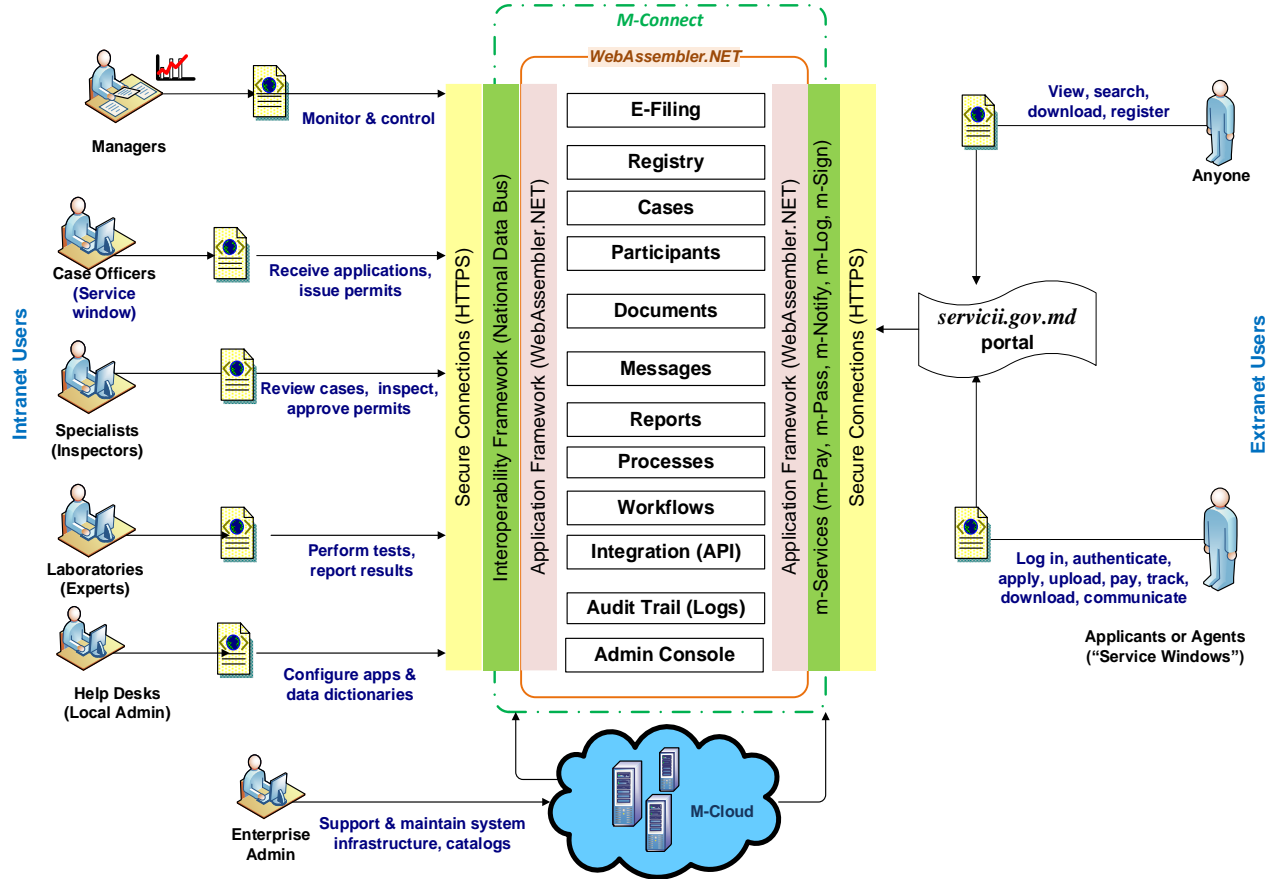 M-Connect
WebAssembler.NET
Managers
Monitor & control
Case Officers
(Service
window)
Receive applications,
issue permits
Specialists
(Inspectors)
Review cases, inspect,
approve permits
Laboratories
(Experts)
Perform tests,
report results
Help Desks
(Local Admin)
Configure apps &
data dictionaries
Enterprise
Admin
Support & maintain system
infrastructure, catalogs
Intranet Users
Secure Connections (HTTPS)
Interoperability Framework (National Data Bus)
Application Framework (WebAssembler.NET)
E-Filing
Registry
Cases
Participants
Documents
Messages
Reports
Processes
Workflows
Integration (API)
Audit Trail (Logs)
Admin Console
Application Framework (WebAssembler.NET)
m-Services (m-Pay, m-Pass, m-Notify, m-Log, m-Sign)
Secure Connections (HTTPS)
M-Cloud
View, search,
download, register
Anyone
servicii.gov.md
portal
Log in, authenticate,
apply, upload, pay, track,
download, communicate
Applicants or Agents
(“Service Windows”)
Extranet Users